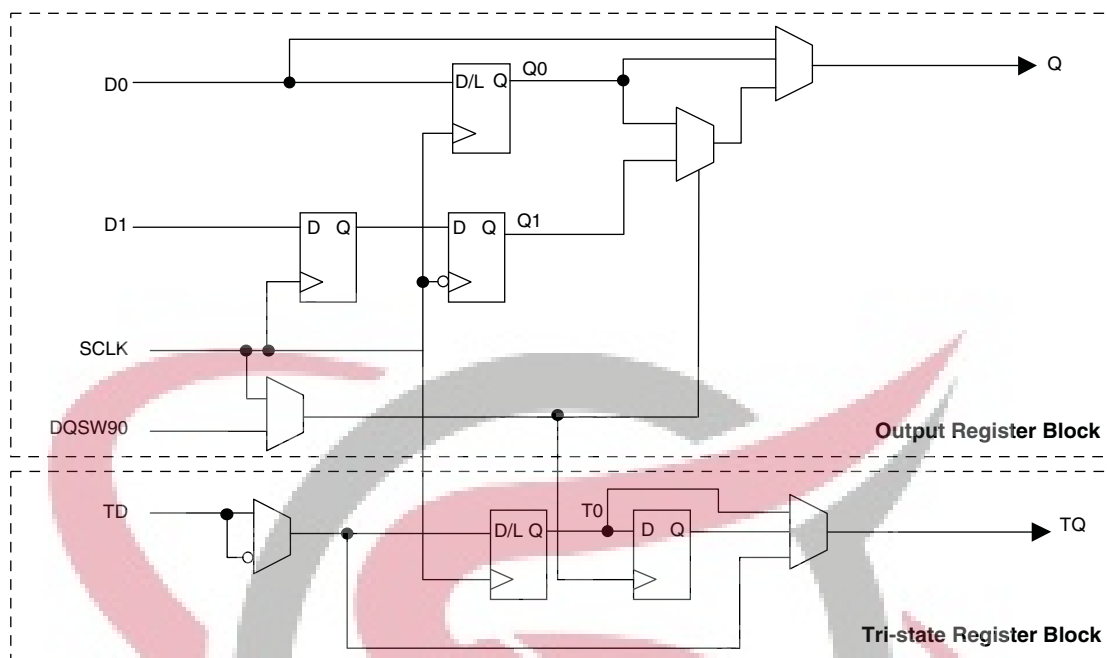 Q
D0
D/L Q
Q0
D1
D Q
D Q
Q1
SCLK
DQSW90
Output Register Block
TD
D/L Q
T0
D Q
TQ
Tri-state Register Block